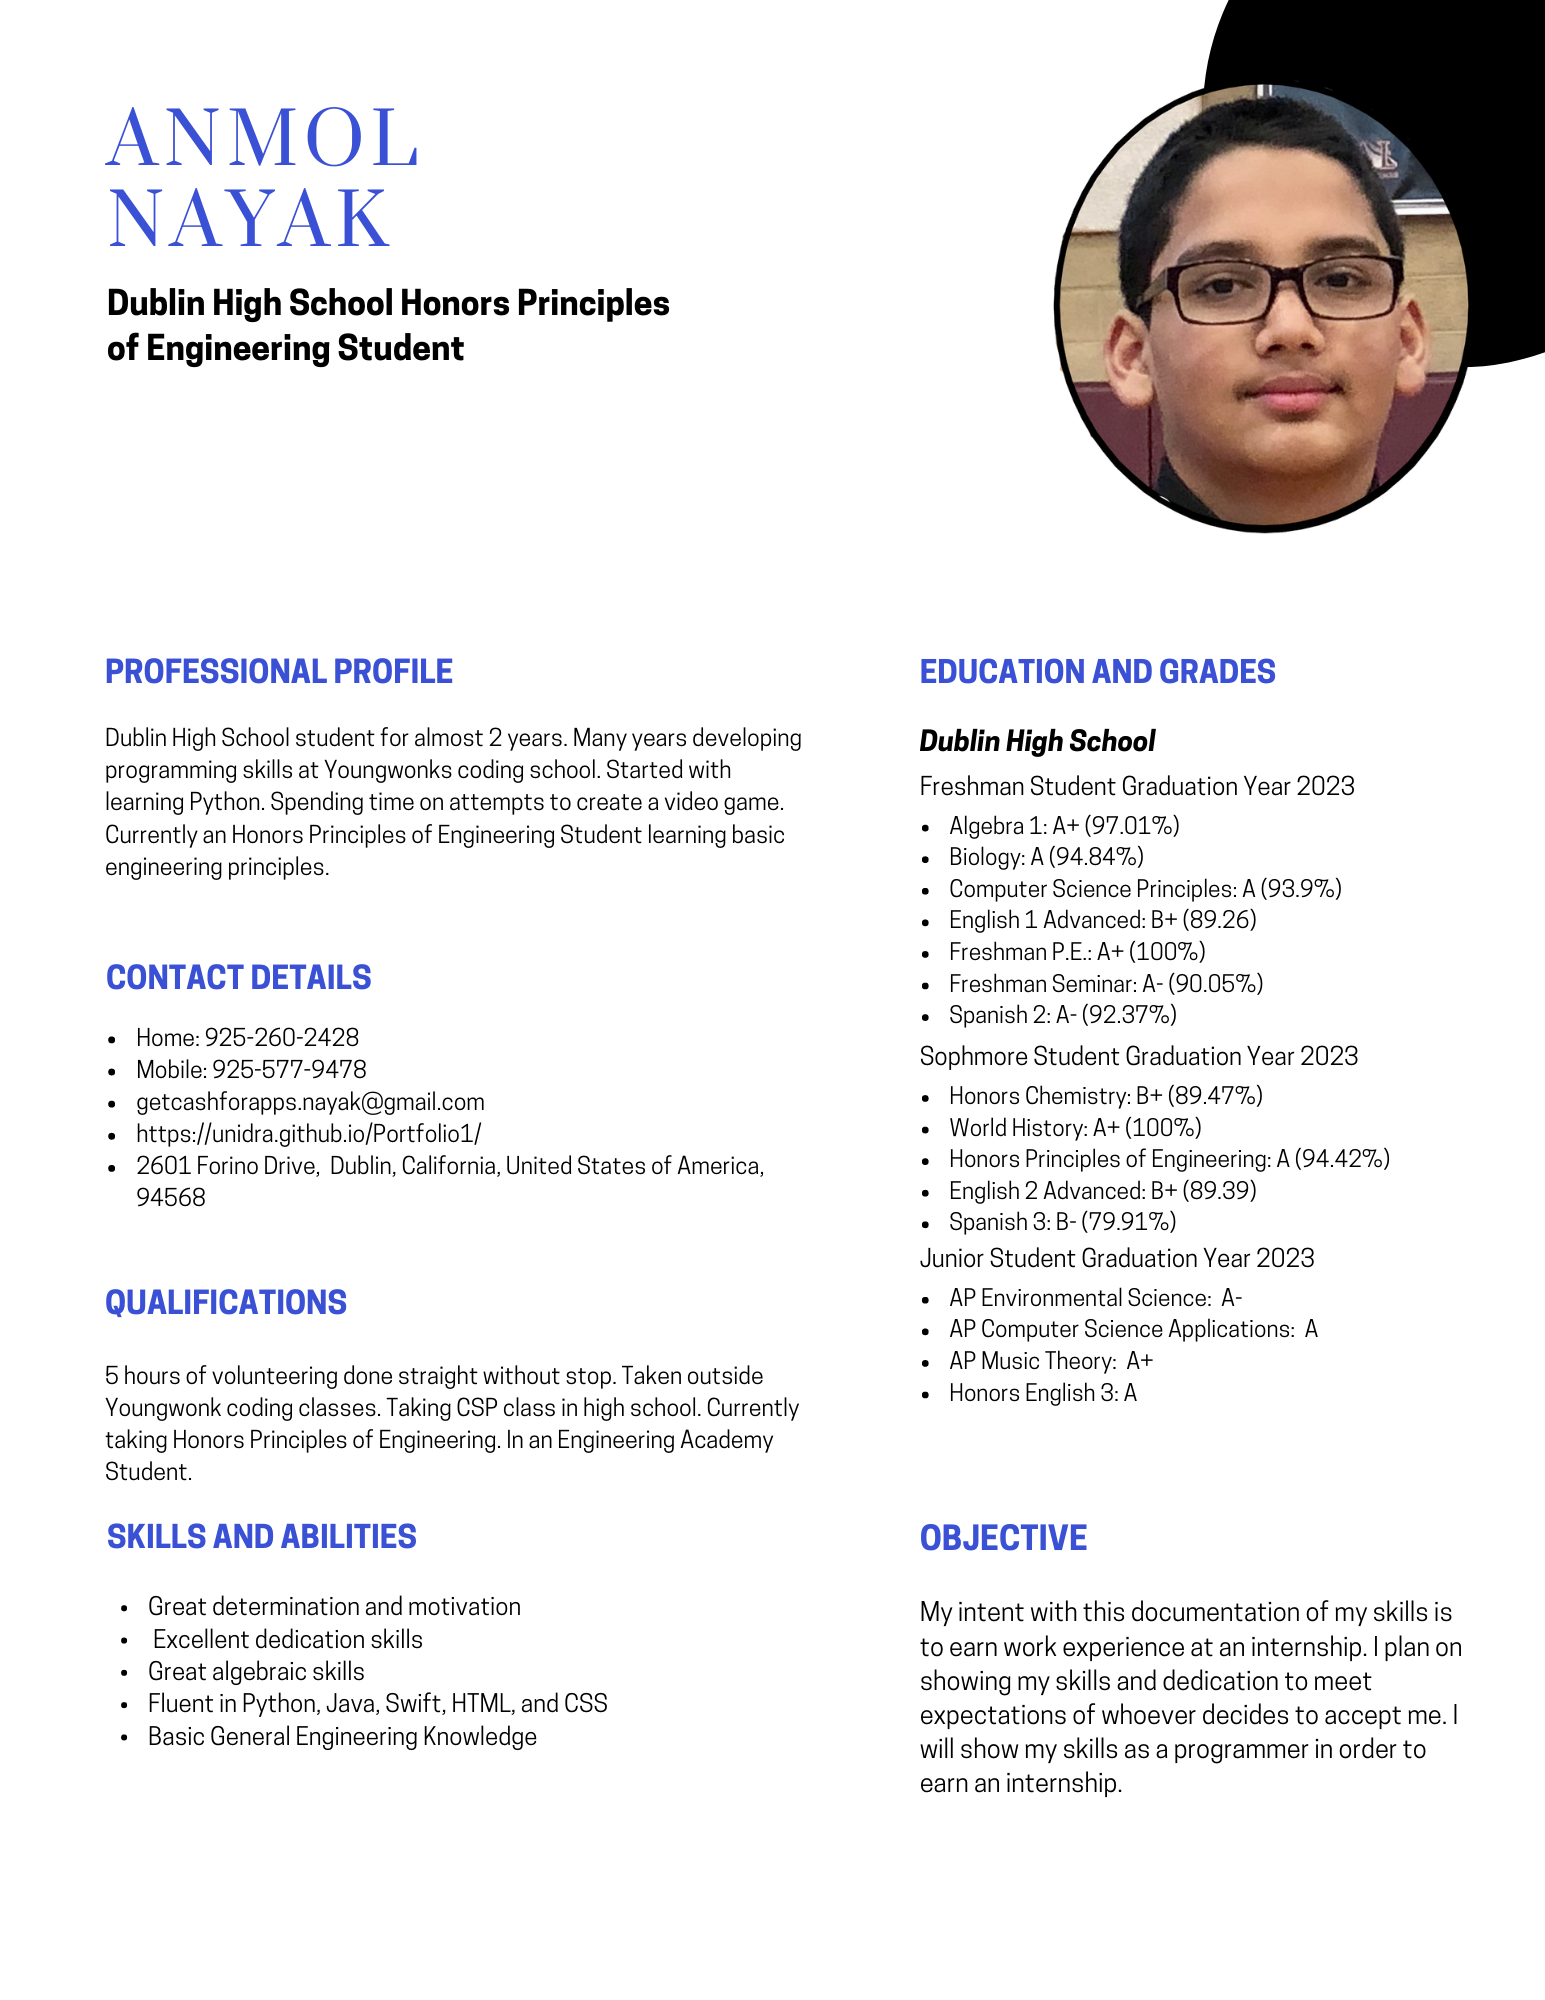 ANMOL
NAYAK
Dublin High School Honors Principles
of Engineering Student
PROFESSIONAL PROFILE
Dublin High School student for almost 2 years. Many years developing
programming skills at Youngwonks coding school. Started with
learning Python. Spending time on attempts to create a video game.
Currently an Honors Principles of Engineering Student learning basic
engineering principles.
CONTACT DETAILS
• Home: 925-260-2428
• Mobile: 925-577-9478
• getcashforapps.nayak@gmail.com
• https://unidra.github.io/Portfolio1/
• 2601 Forino Drive,  Dublin, California, United States of America,
94568
QUALIFICATIONS
5 hours of volunteering done straight without stop. Taken outside
Youngwonk coding classes. Taking CSP class in high school. Currently
taking Honors Principles of Engineering. In an Engineering Academy
Student.
SKILLS AND ABILITIES
• Great determination and motivation
• Excellent dedication skills
• Great algebraic skills
• Fluent in Python, Java, Swift, HTML, and CSS
• Basic General Engineering Knowledge
EDUCATION AND GRADES
Dublin High School
Freshman Student Graduation Year 2023
• Algebra 1: A+ (97.01%)
• Biology: A (94.84%)
• Computer Science Principles: A (93.9%)
• English 1 Advanced: B+ (89.26)
• Freshman P.E.: A+ (100%)
• Freshman Seminar: A- (90.05%)
• Spanish 2: A- (92.37%)
Sophmore Student Graduation Year 2023
• Honors Chemistry: B+ (89.47%)
• World History: A+ (100%)
• Honors Principles of Engineering: A (94.42%)
• English 2 Advanced: B+ (89.39)
• Spanish 3: B- (79.91%)
Junior Student Graduation Year 2023
• AP Environmental Science:  A-
• AP Computer Science Applications:  A
• AP Music Theory:  A+
• Honors English 3: A
OBJECTIVE
My intent with this documentation of my skills is
to earn work experience at an internship. I plan on
showing my skills and dedication to meet
expectations of whoever decides to accept me. I
will show my skills as a programmer in order to
earn an internship.